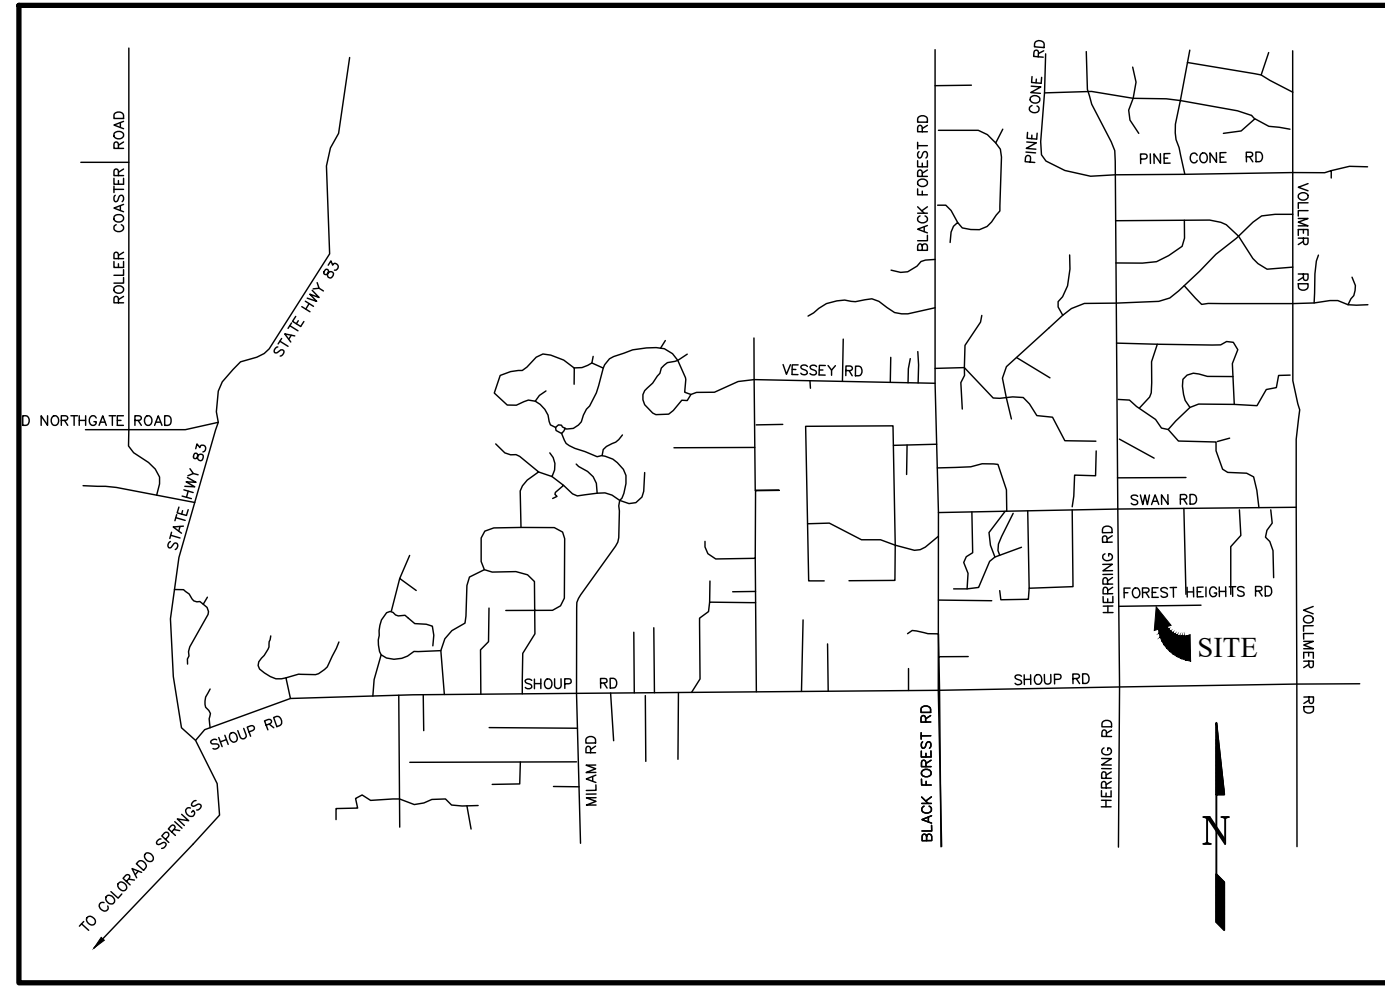 ROLLER COASTER ROAD
STATE HWY 83
BLACK FOREST RD
PINE CONE RD
PINE CONE RD
VOLLMER RD
VESSEY RD
D NORTHGATE ROAD
STATE HWY 83
SWAN RD
HERRING RD
FOREST HEIGHTS RD
SITE
VOLLMER RD
SHOUP RD
SHOUP RD
SHOUP RD
MILAM RD
BLACK FOREST RD
HERRING RD
N
TO COLORADO SPRINGS